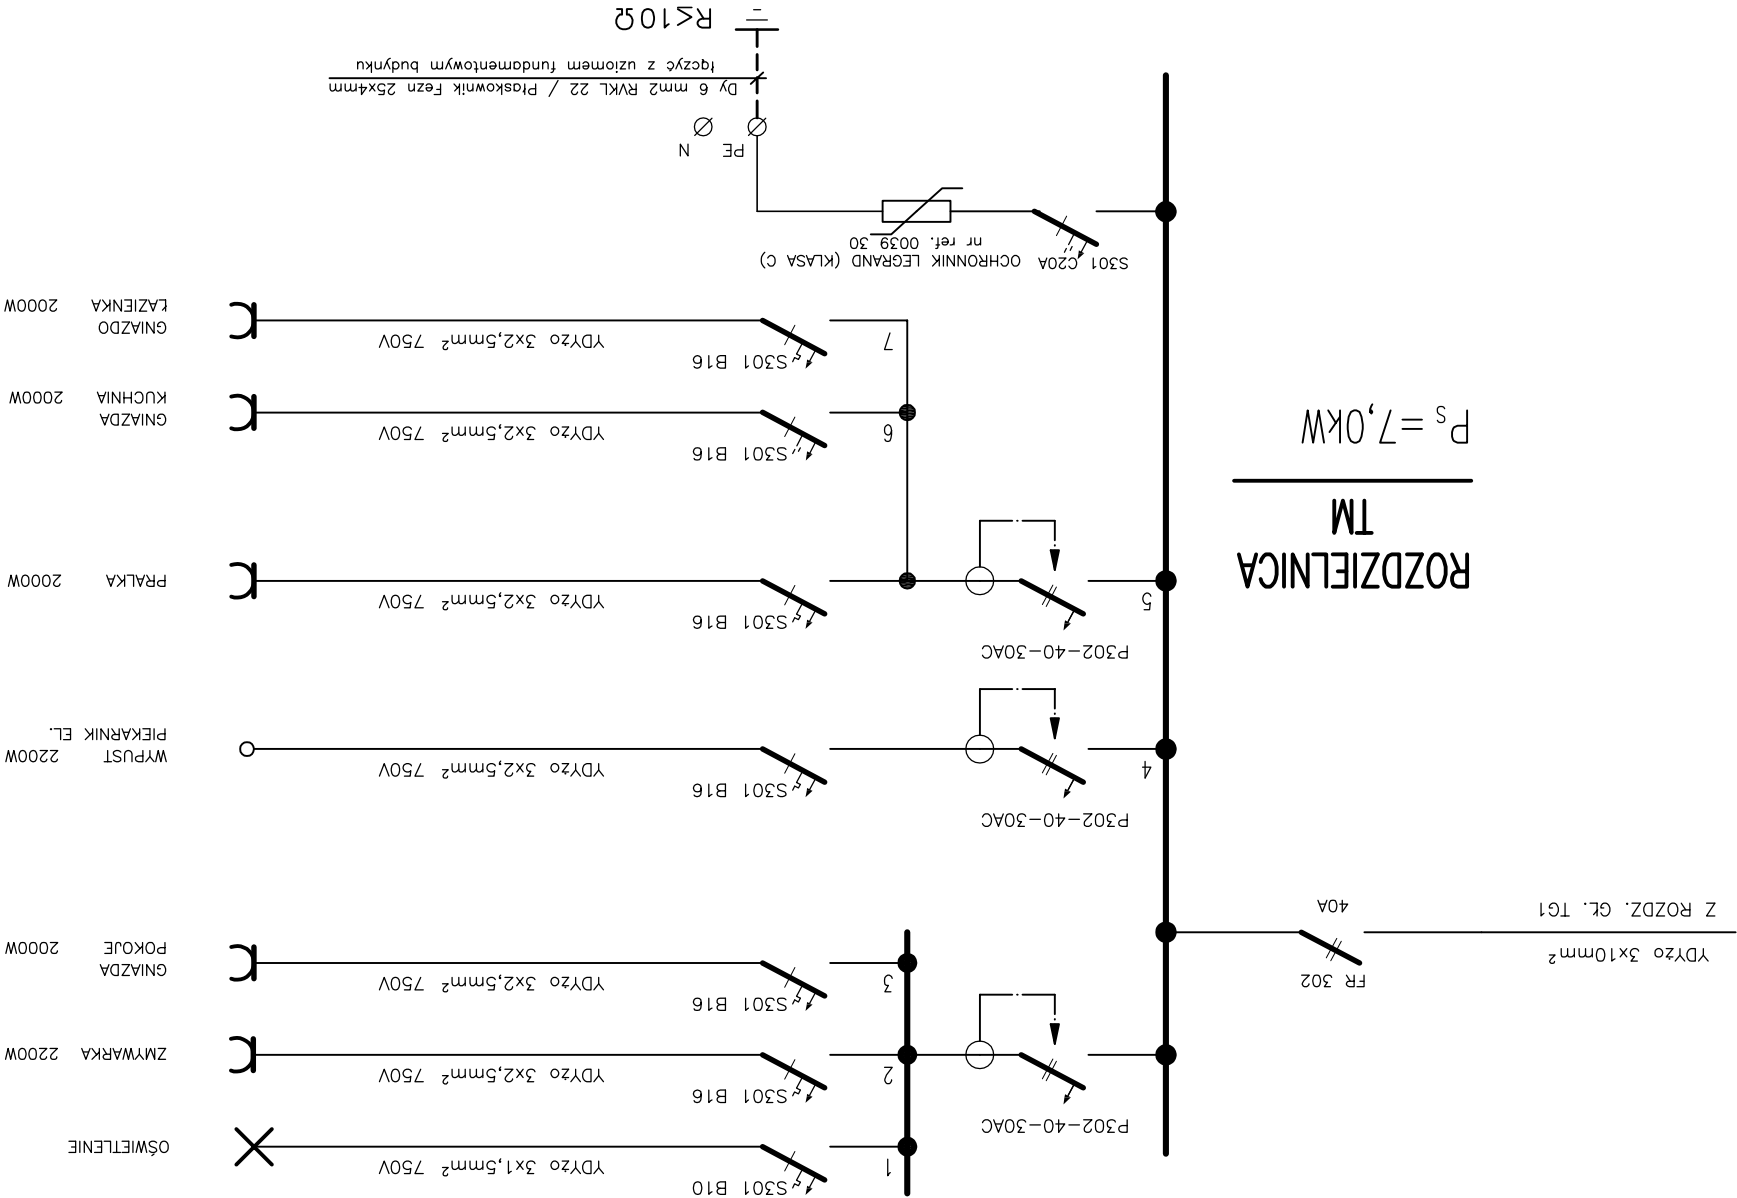 S301 B10
1
YDYżo 3x1,5mm² 750V
OŚWIETLENIE
P302-40-30AC
S301 B16
2
YDYżo 3x2,5mm² 750V
ZMYWARKA 2200W
S301 B16
3
YDYżo 3x2,5mm² 750V
GNIAZDA
POKOJE 2000W
FR 302
YDYżo 3x10mm²
Z ROZDZ. GŁ. TG1
40A
P302-40-30AC
S301 B16
4
YDYżo 3x2,5mm² 750V
WYPUST 2200W
PIEKARNIK EL.
P302-40-30AC
S301 B16
5
YDYżo 3x2,5mm² 750V
PRALKA 2000W
ROZDZIELNICA
TM
Ps=7,0kW
S301 B16
6
YDYżo 3x2,5mm² 750V
GNIAZDA
KUCHNIA 2000W
S301 B16
7
YDYżo 3x2,5mm² 750V
GNIAZDO
ŁAZIENKA 2000W
S301 C20A
OCHRONNIK LEGRAND (KLASA C)
nr ref. 0039 30
PE N
Dy 6 mm2 RVKL 22 / Płaskownik Fezn 25x4mm
łączyć z uziomem fundamentowym budynku
R≤10Ω